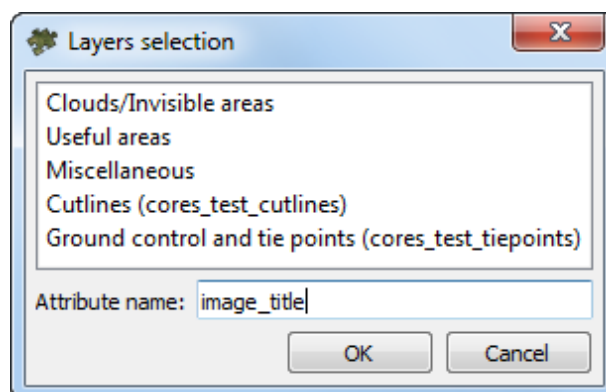 Layers selection
Clouds/Invisible areas
Useful areas
Miscellaneous
Cutlines (cores_test_cutlines)
Ground control and tie points (cores_test_tiepoints)
Attribute name: image_title
OK Cancel